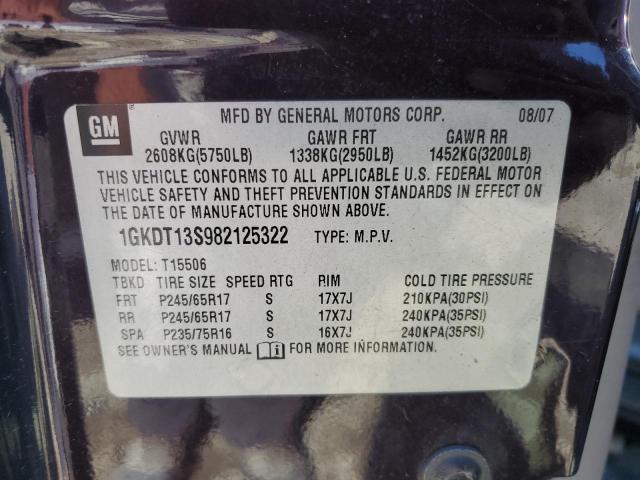 GM
MFD BY GENERAL MOTORS CORP. 08/07
GVWR GAWR FRT GAWR RR
2608KG(5750LB) 1338KG(2950LB) 1452KG(3200LB)
THIS VEHICLE CONFORMS TO ALL APPLICABLE U.S. FEDERAL MOTOR
VEHICLE SAFETY AND THEFT PREVENTION STANDARDS IN EFFECT ON
THE DATE OF MANUFACTURE SHOWN ABOVE.
1GKDT13S982125322 TYPE: M.P.V.
MODEL: T15506
TBKD TIRE SIZE SPEED RTG RIM COLD TIRE PRESSURE
FRT P245/65R17 S 17X7J 210KPA(30PSI)
RR P245/65R17 S 17X7J 240KPA(35PSI)
SPA P235/75R16 S 16X7J 240KPA(35PSI)
SEE OWNER'S MANUAL FOR MORE INFORMATION.